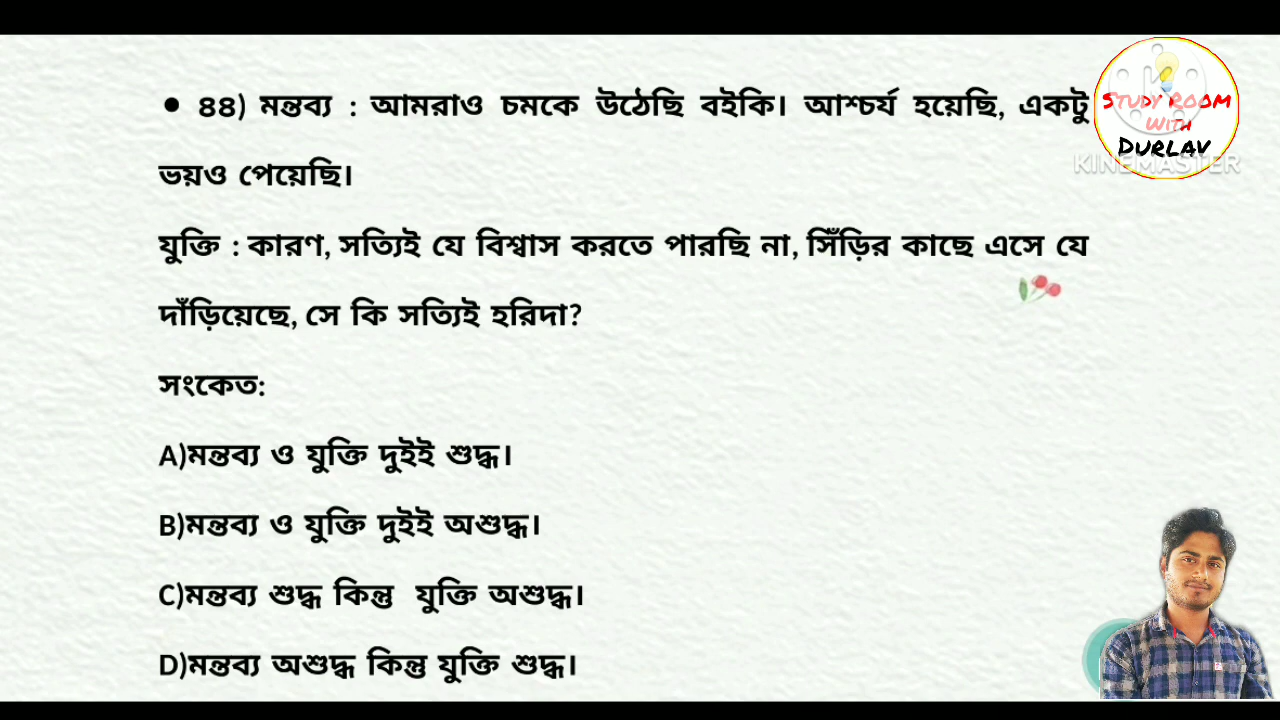 • ৪৪) মন্তব্য : আমরাও চমকে উঠেছি বইকি। আশ্চর্য হয়েছি, একটু
ভয়ও পেয়েছি।
যুক্তি : কারণ, সত্যিই যে বিশ্বাস করতে পারছি না, সিঁড়ির কাছে এসে যে
দাঁড়িয়েছে, সে কি সত্যিই হরিদা?
সংকেত:
A)মন্তব্য ও যুক্তি দুইই শুদ্ধ।
B)মন্তব্য ও যুক্তি দুইই অশুদ্ধ।
C)মন্তব্য শুদ্ধ কিন্তু যুক্তি অশুদ্ধ।
D)মন্তব্য অশুদ্ধ কিন্তু যুক্তি শুদ্ধ।
STUDY ROOM
WITH
DURLAV
KINEMASTER